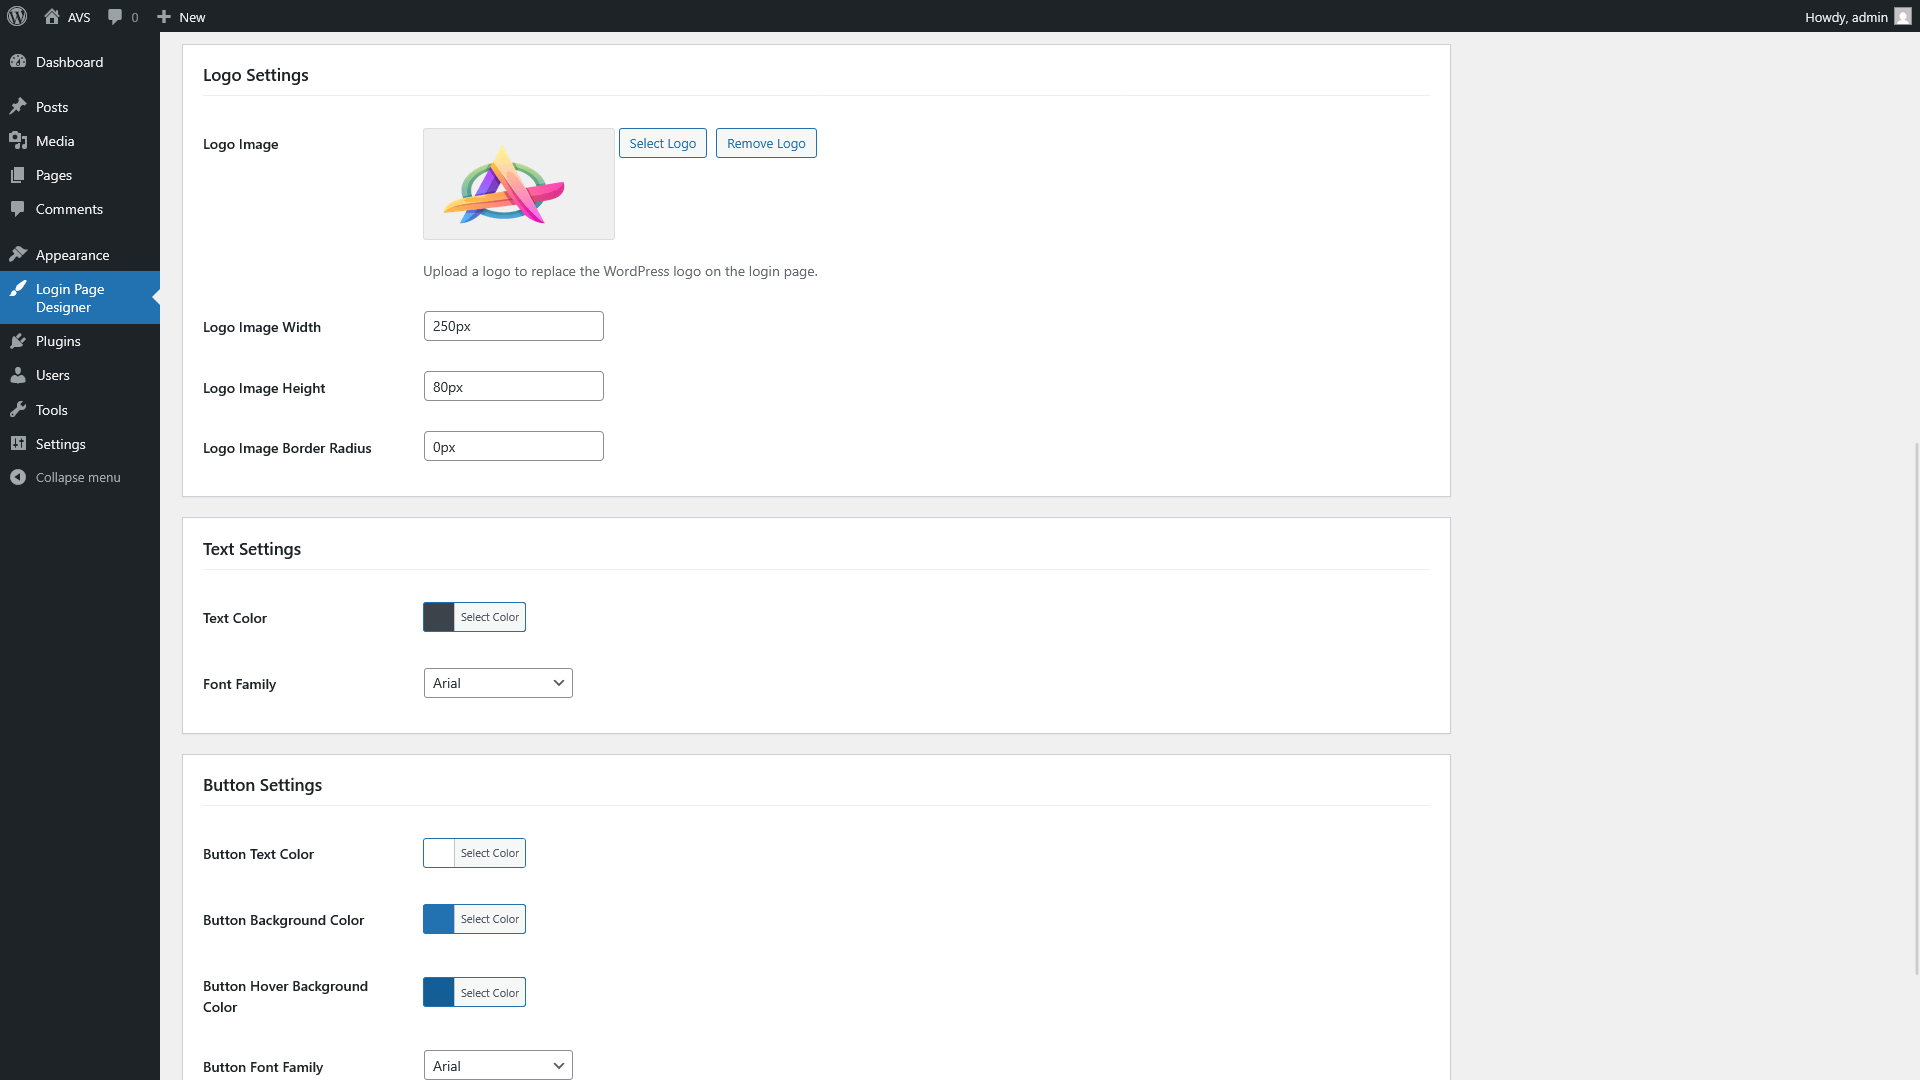 AVS
0
New
Howdy, admin
Dashboard
Posts
Media
Pages
Comments
Appearance
Login Page
Designer
Plugins
Users
Tools
Settings
Collapse menu
Logo Settings
Logo Image
Select Logo
Remove Logo
Upload a logo to replace the WordPress logo on the login page.
Logo Image Width
250px
Logo Image Height
80px
Logo Image Border Radius
0px
Text Settings
Text Color
Select Color
Font Family
Arial
Button Settings
Button Text Color
Select Color
Button Background Color
Select Color
Button Hover Background
Color
Select Color
Button Font Family
Arial